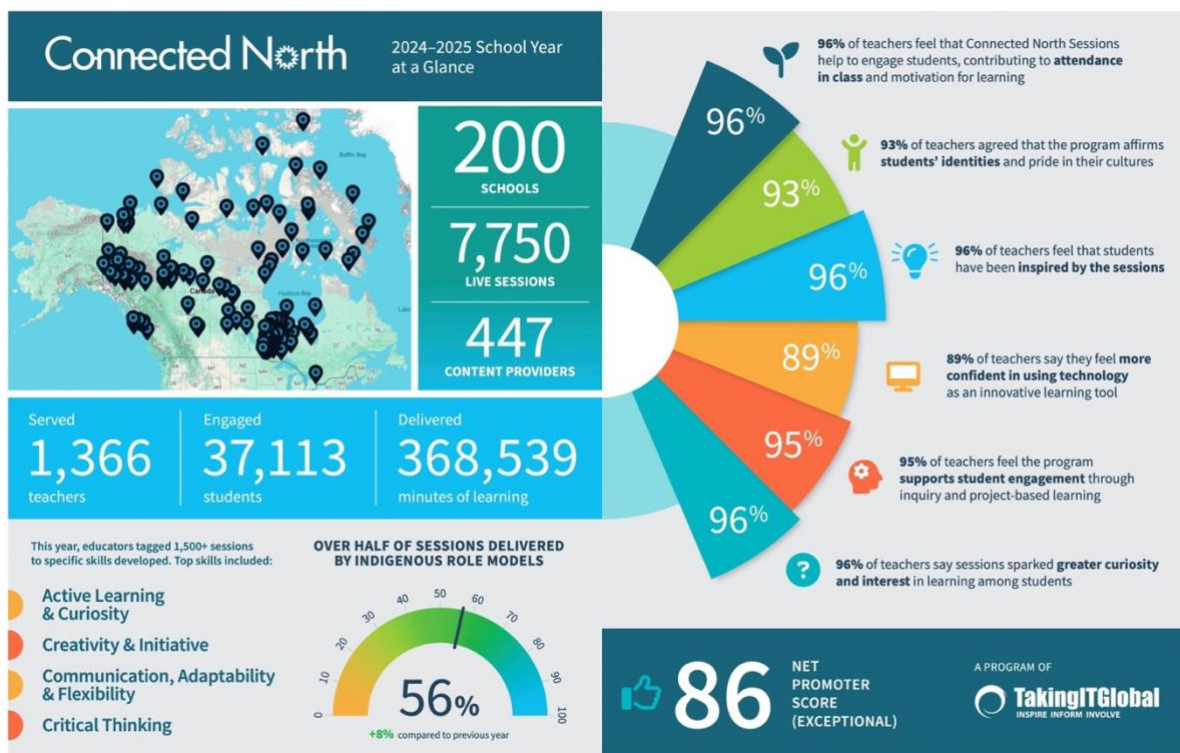 Connected North
2024–2025 School Year
at a Glance
Baffin Bay
Hudson Bay
200
SCHOOLS
7,750
LIVE SESSIONS
447
CONTENT PROVIDERS
Served
1,366
teachers
Engaged
37,113
students
Delivered
368,539
minutes of learning
This year, educators tagged 1,500+ sessions
to specific skills developed. Top skills included:
Active Learning
& Curiosity
Creativity & Initiative
Communication, Adaptability
& Flexibility
Critical Thinking
OVER HALF OF SESSIONS DELIVERED
BY INDIGENOUS ROLE MODELS
0
10
20
30
40
50
60
70
80
90
100
56%
+8% compared to previous year
96%
96% of teachers feel that Connected North Sessions
help to engage students, contributing to attendance
in class and motivation for learning
93%
93% of teachers agreed that the program affirms
students’ identities and pride in their cultures
96%
96% of teachers feel that students
have been inspired by the sessions
89%
89% of teachers say they feel more
confident in using technology
as an innovative learning tool
95%
95% of teachers feel the program
supports student engagement through
inquiry and project-based learning
96%
?
96% of teachers say sessions sparked greater curiosity
and interest in learning among students
86
NET
PROMOTER
SCORE
(EXCEPTIONAL)
A PROGRAM OF
TakingITGlobal
INSPIRE INFORM INVOLVE